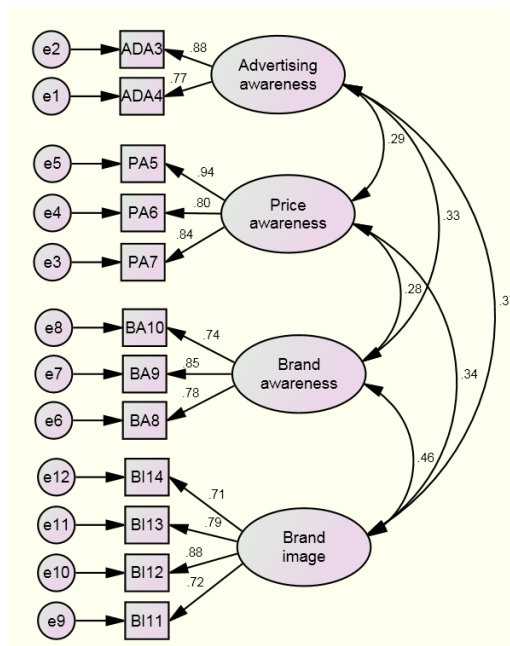 e2
ADA3
.88
Advertising
awareness
e1
ADA4
.77
.29
e5
PA5
.94
Price
awareness
e4
PA6
.80
e3
PA7
.84
.33
.28
e8
BA10
.74
Brand
awareness
e7
BA9
.85
e6
BA8
.78
.34
.46
e12
BI14
.71
Brand
image
e11
BI13
.79
e10
BI12
.88
e9
BI11
.72